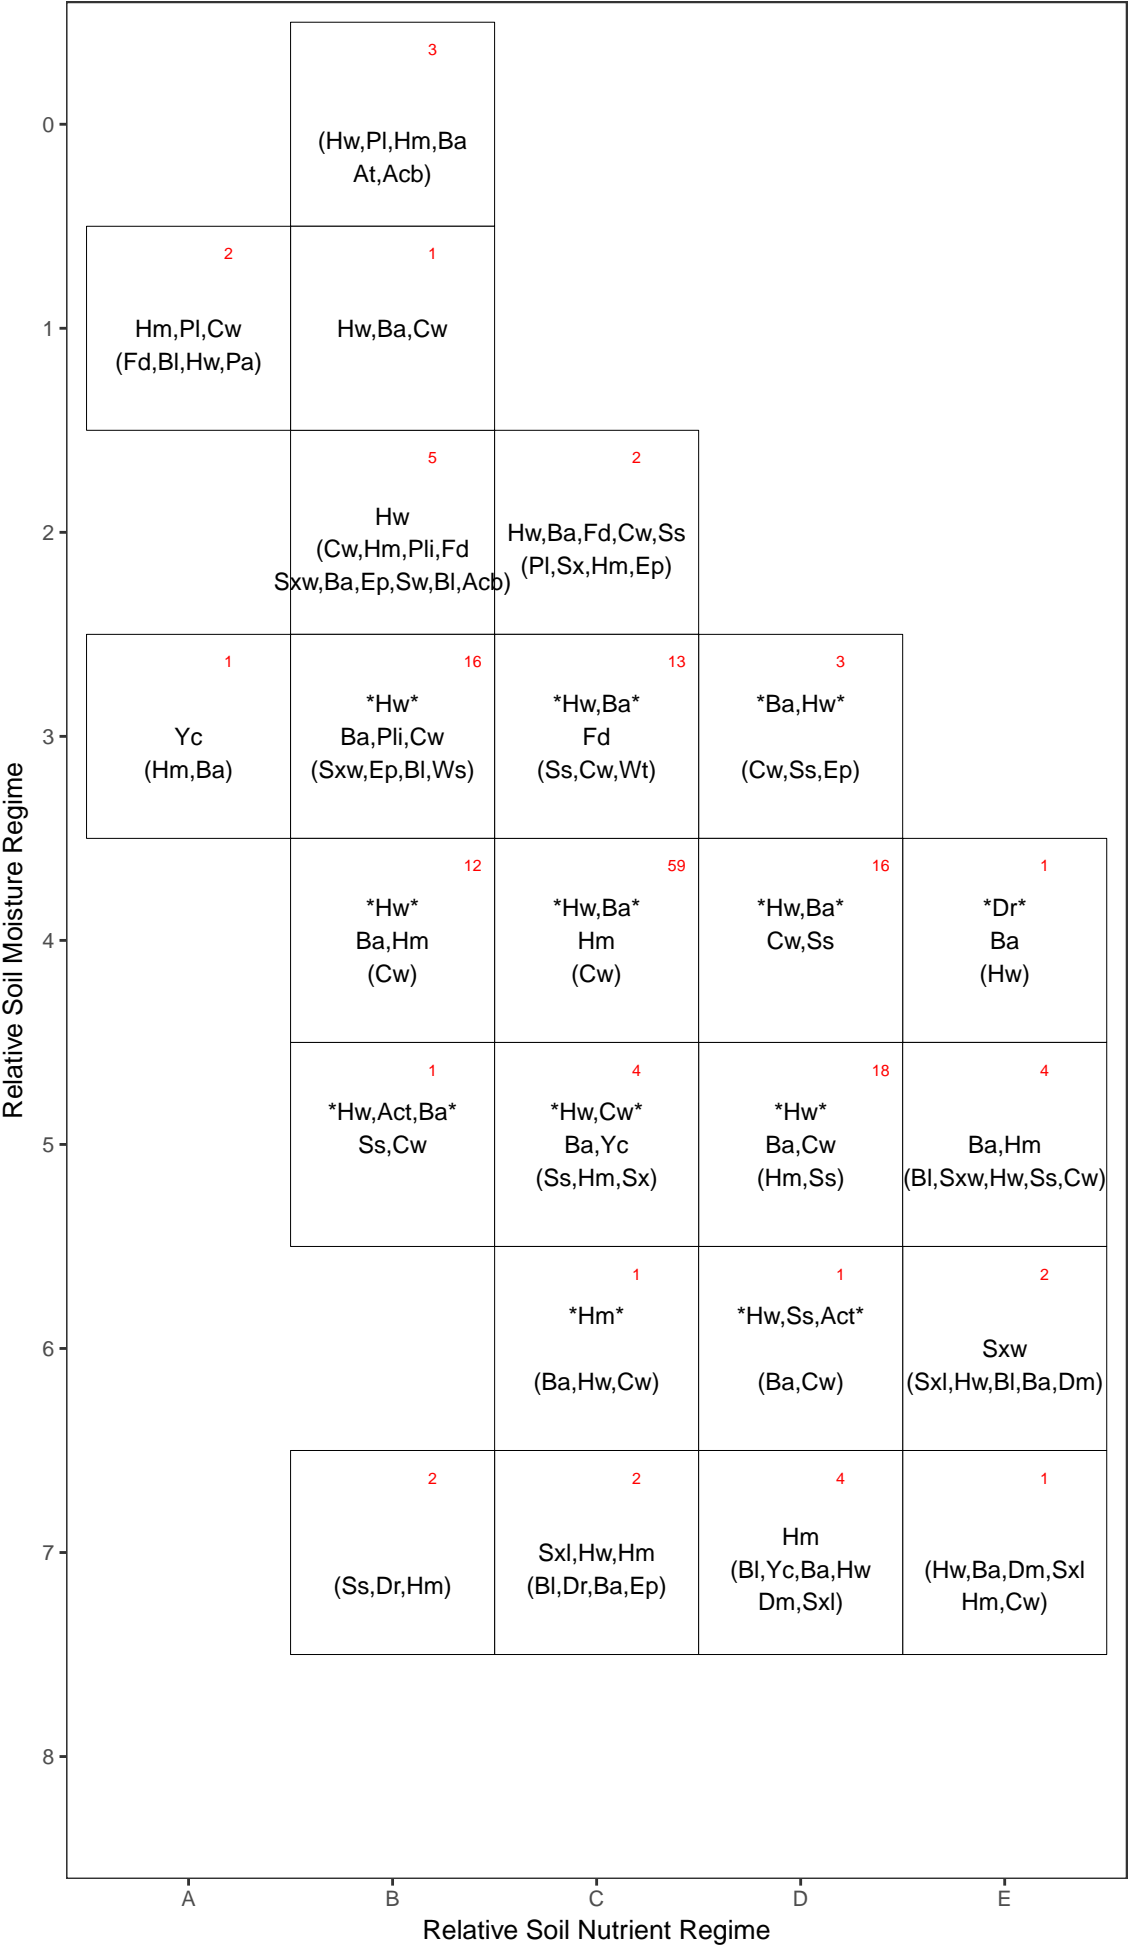 3
0
(Hw,Pl,Hm,Ba
At,Acb)
2
1
1
Hm,Pl,Cw
(Fd,Bl,Hw,Pa)
Hw,Ba,Cw
5
2
2
Hw
(Cw,Hm,Pli,Fd
Sxw,Ba,Ep,Sw,Bl,Acb)
Hw,Ba,Fd,Cw,Ss
(Pl,Sx,Hm,Ep)
1
16
13
3
3
Yc
(Hm,Ba)
*Hw*
Ba,Pli,Cw
(Sxw,Ep,Bl,Ws)
*Hw,Ba*
Fd
(Ss,Cw,Wt)
*Ba,Hw*
(Cw,Ss,Ep)
12
59
16
1
4
*Hw*
Ba,Hm
(Cw)
*Hw,Ba*
Hm
(Cw)
*Hw,Ba*
Cw,Ss
*Dr*
Ba
(Hw)
1
4
18
4
5
*Hw,Act,Ba*
Ss,Cw
*Hw,Cw*
Ba,Yc
(Ss,Hm,Sx)
*Hw*
Ba,Cw
(Hm,Ss)
Ba,Hm
(Bl,Sxw,Hw,Ss,Cw)
1
1
2
6
*Hm*
(Ba,Hw,Cw)
*Hw,Ss,Act*
(Ba,Cw)
Sxw
(Sxl,Hw,Bl,Ba,Dm)
2
2
4
1
7
(Ss,Dr,Hm)
Sxl,Hw,Hm
(Bl,Dr,Ba,Ep)
Hm
(Bl,Yc,Ba,Hw
Dm,Sxl)
(Hw,Ba,Dm,Sxl
Hm,Cw)
8
A B C D E
Relative Soil Nutrient Regime
Relative Soil Moisture Regime